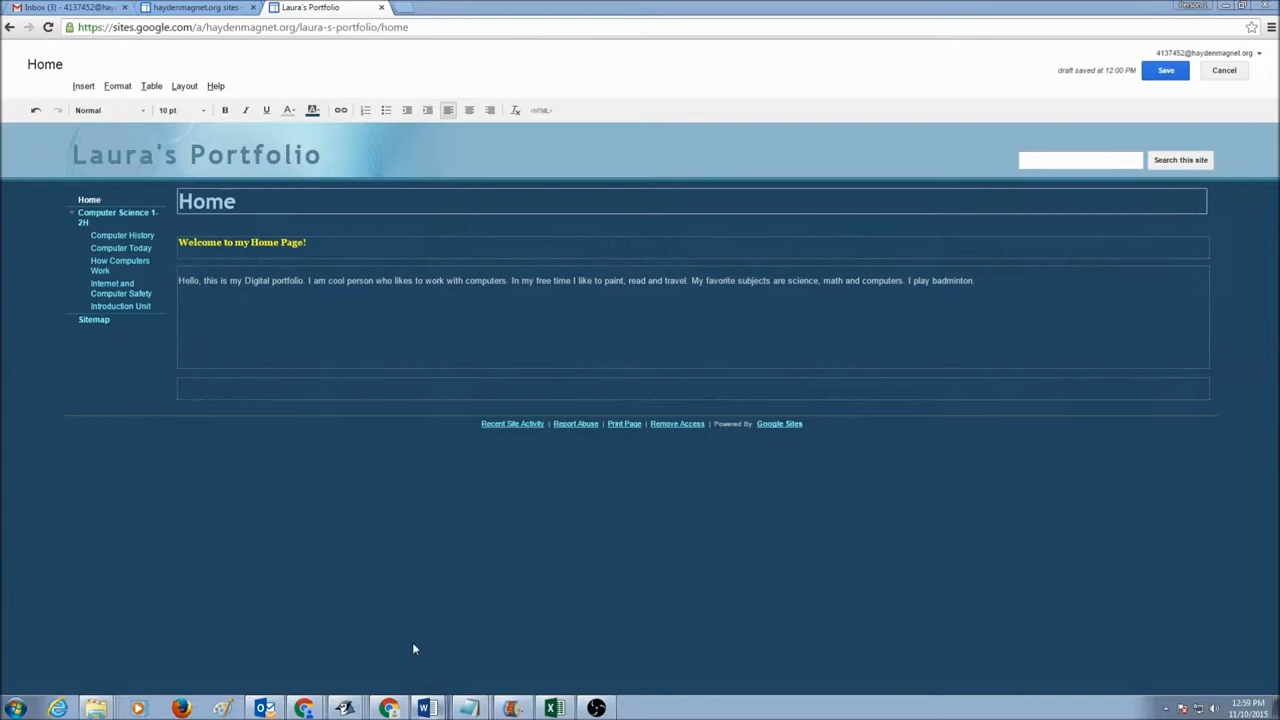 Inbox (3) - 4137452@hay
haydenmagnet.org sites -
Laura's Portfolio
Person 1
https://sites.google.com/a/haydenmagnet.org/laura-s-portfolio/home
4137452@haydenmagnet.org
Home
draft saved at 12:00 PM
Save
Cancel
Insert
Format
Table
Layout
Help
Normal
10 pt
B
I
U
A
A
<HTML>
Laura's Portfolio
Search this site
Home
Computer Science 1-
2H
Computer History
Computer Today
How Computers
Work
Internet and
Computer Safety
Introduction Unit
Sitemap
Home
Welcome to my Home Page!
Hello, this is my Digital portfolio. I am cool person who likes to work with computers. In my free time I like to paint, read and travel. My favorite subjects are science, math and computers. I play badminton.
Recent Site Activity | Report Abuse | Print Page | Remove Access | Powered By Google Sites
12:59 PM
11/10/2015